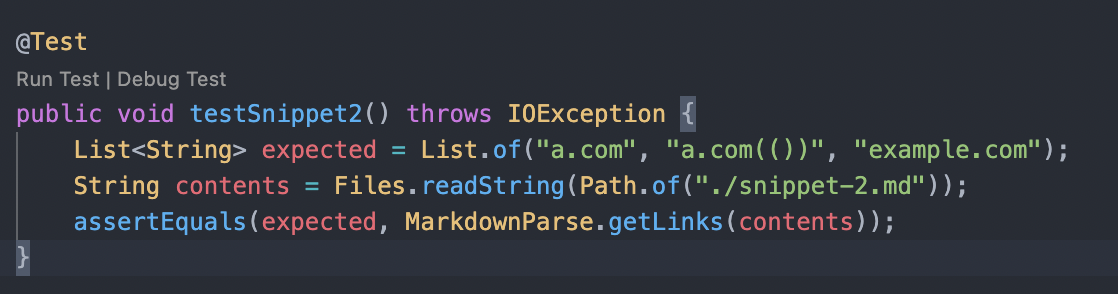 @Test
Run Test | Debug Test
public void testSnippet2() throws IOException {
    List<String> expected = List.of("a.com", "a.com(())", "example.com");
    String contents = Files.readString(Path.of("./snippet-2.md"));
    assertEquals(expected, MarkdownParse.getLinks(contents));
}